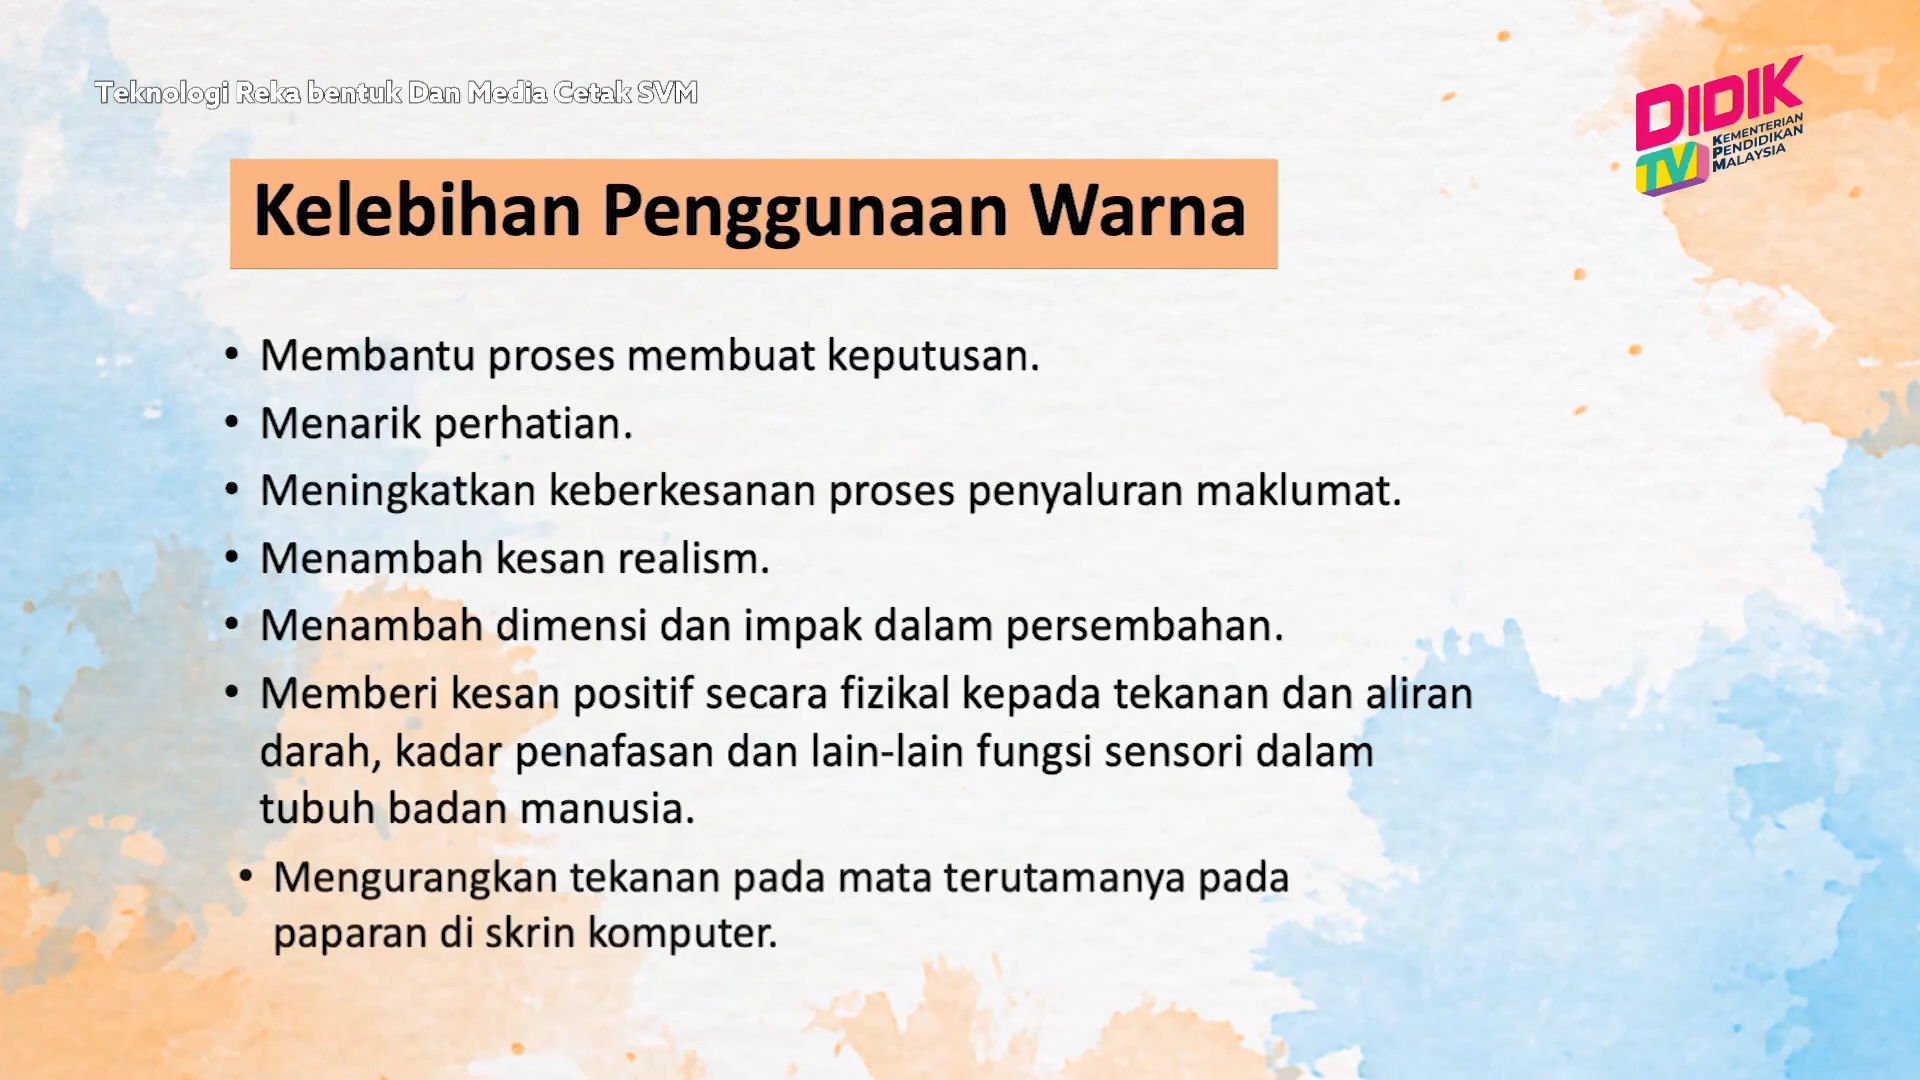 Teknologi Reka bentuk Dan Media Cetak SVM
DIDIK
TV
KEMENTERIAN
PENDIDIKAN
MALAYSIA
Kelebihan Penggunaan Warna
• Membantu proses membuat keputusan.
• Menarik perhatian.
• Meningkatkan keberkesanan proses penyaluran maklumat.
• Menambah kesan realism.
• Menambah dimensi dan impak dalam persembahan.
• Memberi kesan positif secara fizikal kepada tekanan dan aliran
darah, kadar penafasan dan lain-lain fungsi sensori dalam
tubuh badan manusia.
• Mengurangkan tekanan pada mata terutamanya pada
paparan di skrin komputer.